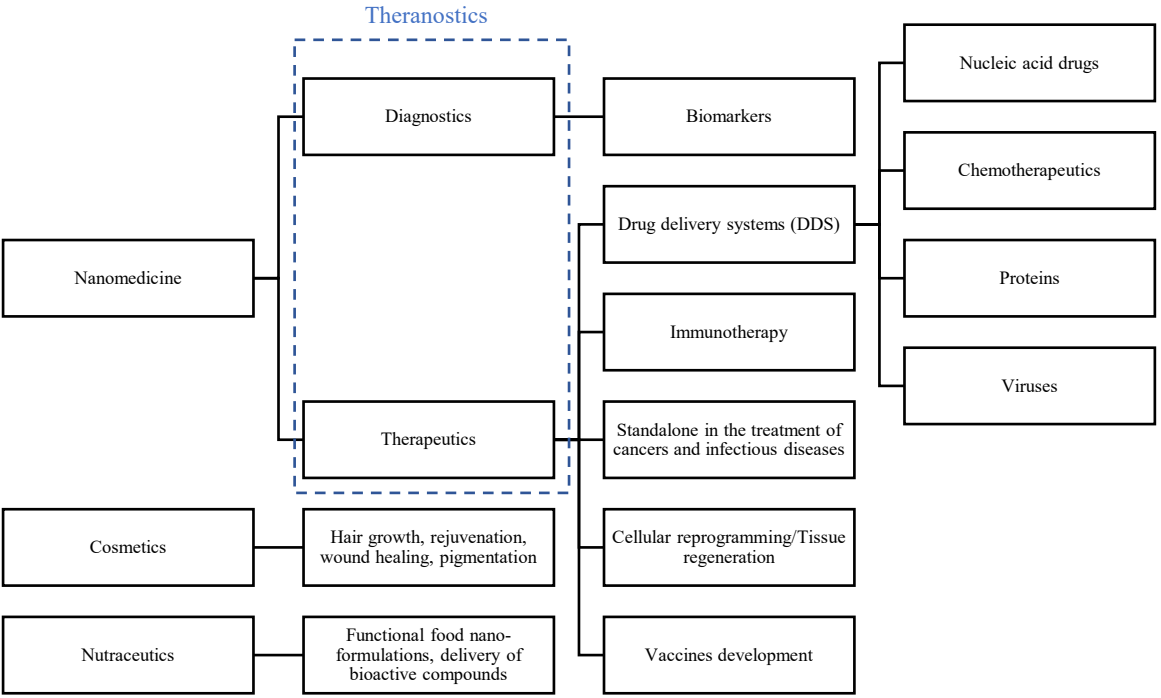 Theranostics
Nanomedicine
Diagnostics
Biomarkers
Therapeutics
Drug delivery systems (DDS)
Nucleic acid drugs
Chemotherapeutics
Proteins
Viruses
Immunotherapy
Standalone in the treatment of
cancers and infectious diseases
Cellular reprogramming/Tissue
regeneration
Vaccines development
Cosmetics
Hair growth, rejuvenation,
wound healing, pigmentation
Nutraceutics
Functional food nano-
formulations, delivery of
bioactive compounds